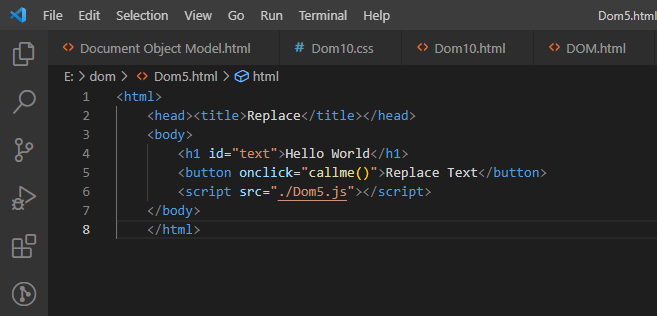 File Edit Selection View Go Run Terminal Help Dom5.html
Document Object Model.html # Dom10.css <> Dom10.html <> DOM.html
E: > dom > <> Dom5.html > html
1 <html>
2 <head><title>Replace</title></head>
3 <body>
4 <h1 id="text">Hello World</h1>
5 <button onclick="callme()">Replace Text</button>
6 <script src="./Dom5.js"></script>
7 </body>
8 </html>